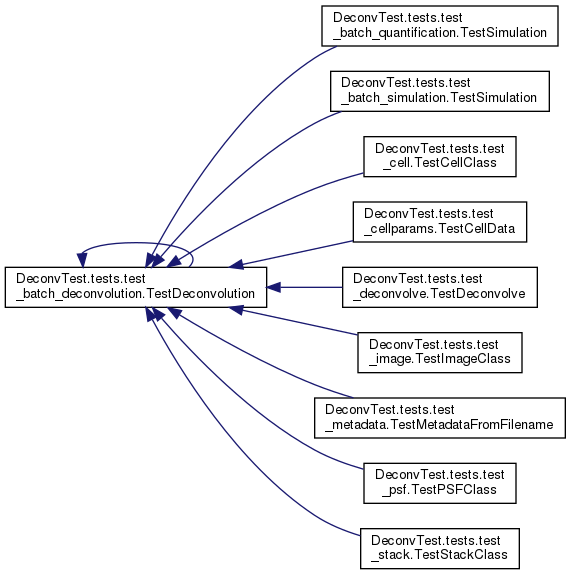 DeconvTest.tests.test
_batch_quantification.TestSimulation
DeconvTest.tests.test
_batch_simulation.TestSimulation
DeconvTest.tests.test
_cell.TestCellClass
DeconvTest.tests.test
_cellparams.TestCellData
DeconvTest.tests.test
_batch_deconvolution.TestDeconvolution
DeconvTest.tests.test
_deconvolve.TestDeconvolve
DeconvTest.tests.test
_image.TestImageClass
DeconvTest.tests.test
_metadata.TestMetadataFromFilename
DeconvTest.tests.test
_psf.TestPSFClass
DeconvTest.tests.test
_stack.TestStackClass